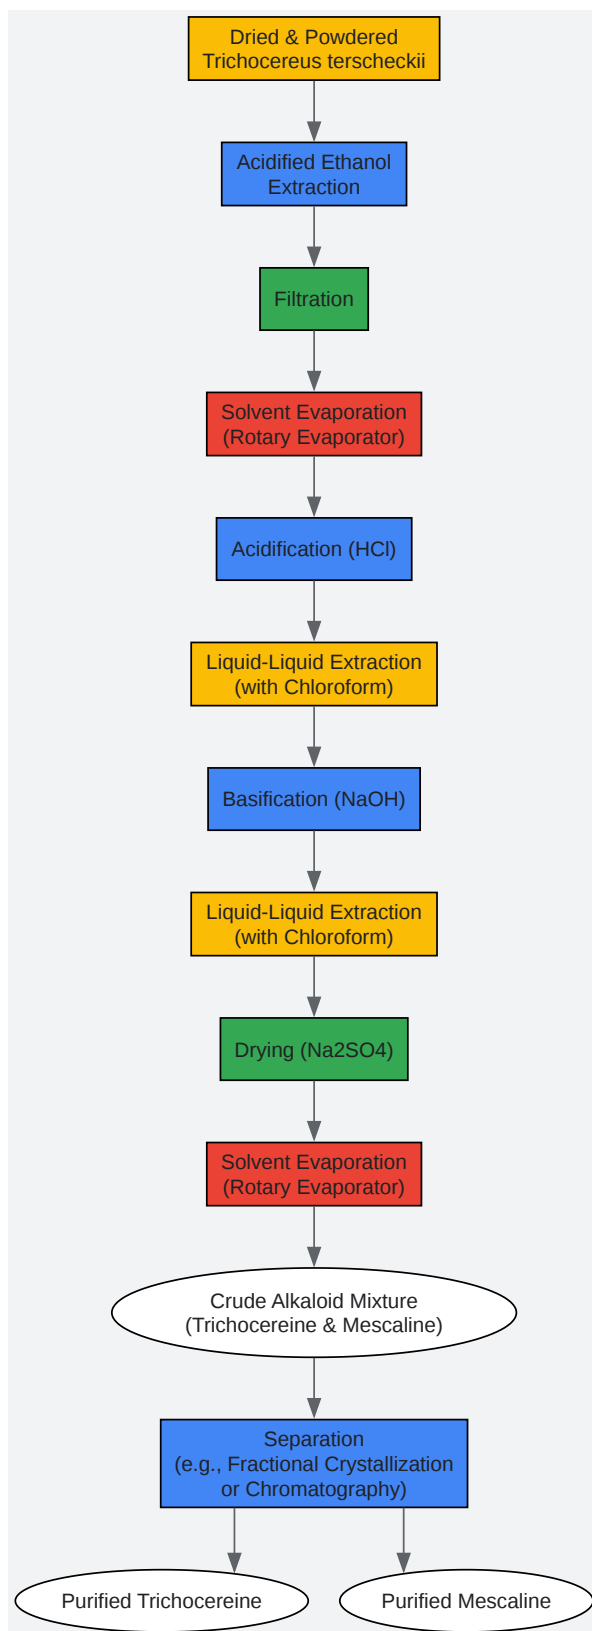 Dried & Powdered
Trichocereus terscheckii
Acidified Ethanol
Extraction
Filtration
Solvent Evaporation
(Rotary Evaporator)
Acidification (HCl)
Liquid-Liquid Extraction
(with Chloroform)
Basification (NaOH)
Liquid-Liquid Extraction
(with Chloroform)
Drying (Na2SO4)
Solvent Evaporation
(Rotary Evaporator)
Crude Alkaloid Mixture
(Trichocereine & Mescaline)
Separation
(e.g., Fractional Crystallization
or Chromatography)
Purified Trichocereine
Purified Mescaline